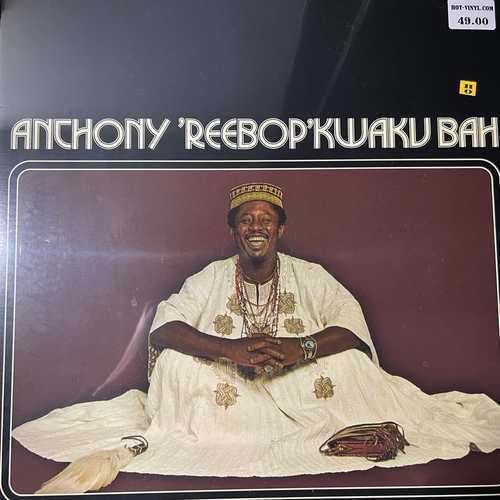 HOT-VINYL.COM
49.00
ANTHONY 'REEBOP' KWAKU BAH